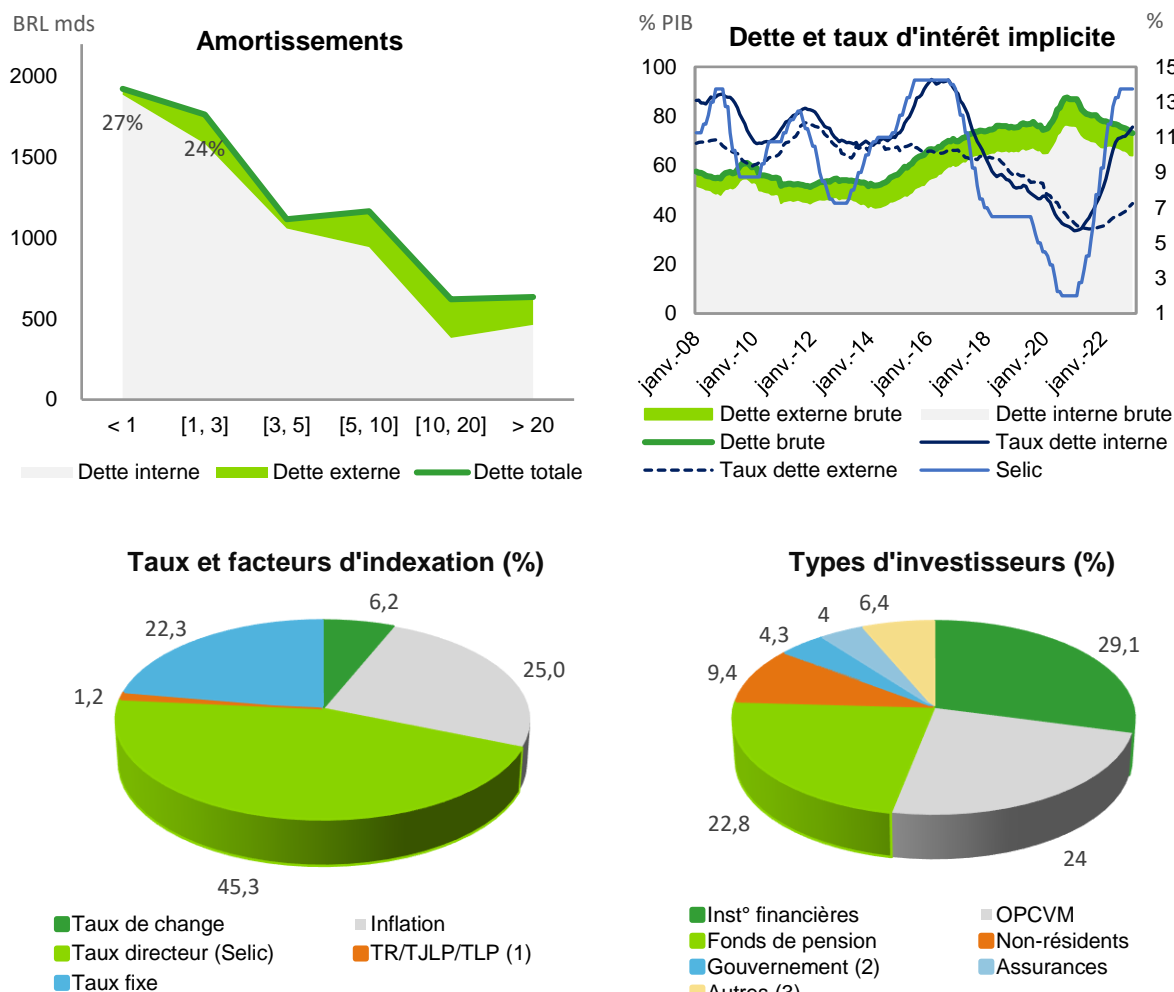 BRL mds
Amortissements
2000
1500
1000
500
0
27%
24%
< 1 [1, 3] [3, 5] [5, 10] [10, 20] > 20
Dette interne Dette externe Dette totale
% PIB
Dette et taux d'intérêt implicite
%
100
80
60
40
20
0
15
13
11
9
7
5
3
1
janv.-08 janv.-10 janv.-12 janv.-14 janv.-16 janv.-18 janv.-20 janv.-22
Dette externe brute Dette interne brute
Dette brute Taux dette interne
Taux dette externe Selic
Taux et facteurs d'indexation (%)
6,2
22,3
25,0
1,2
45,3
Taux de change Inflation
Taux directeur (Selic) TR/TJLP/TLP (1)
Taux fixe
Types d'investisseurs (%)
6,4
4
4,3
29,1
9,4
22,8
24
Inst° financières OPCVM
Fonds de pension Non-résidents
Gouvernement (2) Assurances
Autres (3)